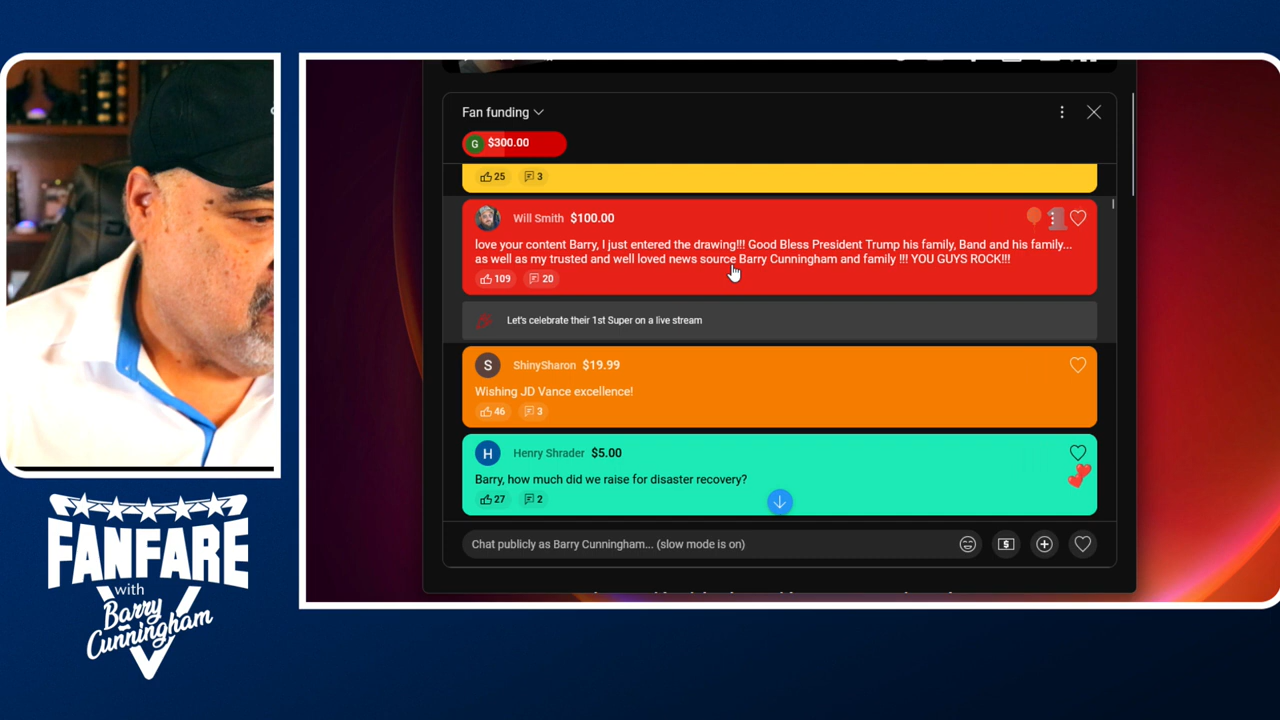 Fan funding
G $300.00
25 3
Will Smith $100.00
love your content Barry, I just entered the drawing!!! Good Bless President Trump his family, Band and his family...
as well as my trusted and well loved news source Barry Cunningham and family !!! YOU GUYS ROCK!!!
109 20
Let's celebrate their 1st Super on a live stream
S ShinySharon $19.99
Wishing JD Vance excellence!
46 3
H Henry Shrader $5.00
Barry, how much did we raise for disaster recovery?
27 2
Chat publicly as Barry Cunningham... (slow mode is on)
FANFARE
with
Barry
Cunningham